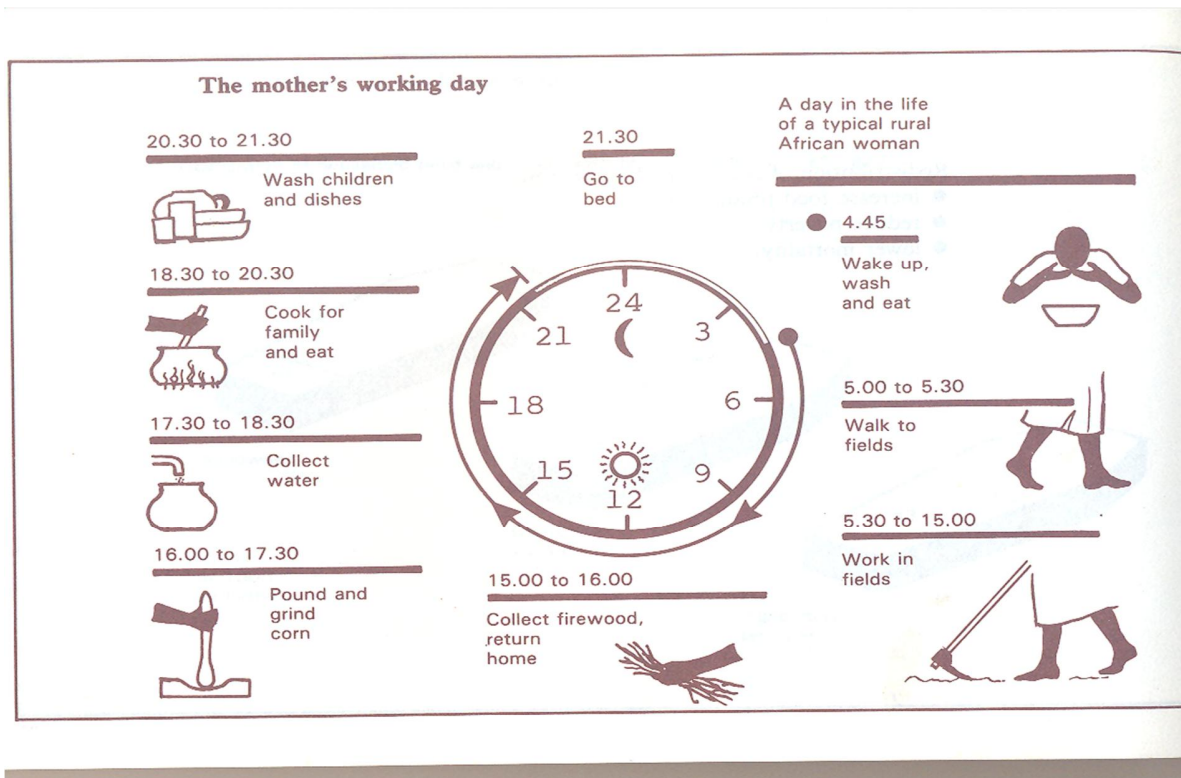 The mother's working day
A day in the life
of a typical rural
African woman
4.45
Wake up,
wash
and eat
5.00 to 5.30
Walk to
fields
5.30 to 15.00
Work in
fields
15.00 to 16.00
Collect firewood,
return
home
16.00 to 17.30
Pound and
grind
corn
17.30 to 18.30
Collect
water
18.30 to 20.30
Cook for
family
and eat
20.30 to 21.30
Wash children
and dishes
21.30
Go to
bed
24
3
6
9
12
15
18
21